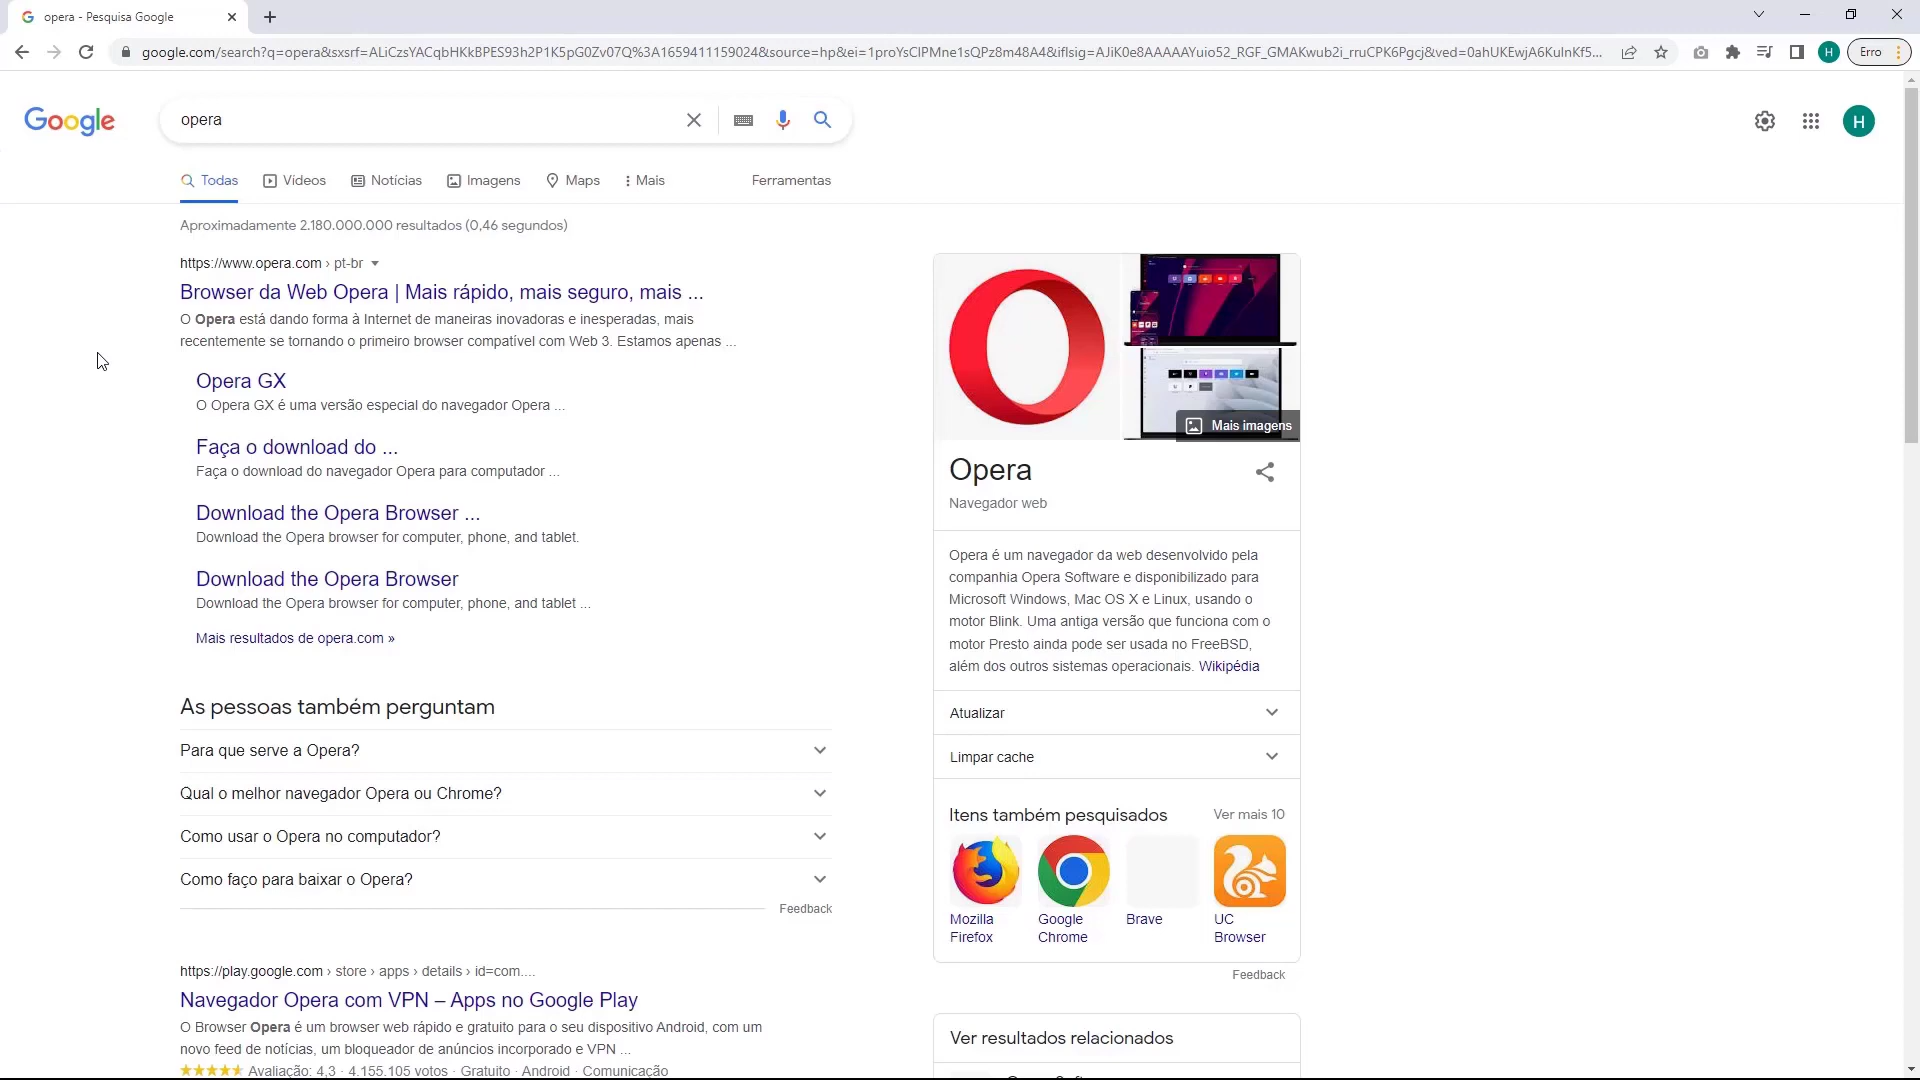 opera - Pesquisa Google
google.com/search?q=opera&sxsrf=ALiCzsYACqbHKkBPES93h2P1K5pG0Zv07Q%3A1659411159024&source=hp&ei=1proYsClPMne1sQPz8m48A4&iflsig=AJiK0e8AAAAAYuio52_RGF_GMAKwub2i_rruCPK6Pgcj&ved=0ahUKEwjA6KulnKf5...
H
Erro
Google
opera
H
Todas
Vídeos
Notícias
Imagens
Maps
Mais
Ferramentas
Aproximadamente 2.180.000.000 resultados (0,46 segundos)
https://www.opera.com › pt-br
Browser da Web Opera | Mais rápido, mais seguro, mais ...
O Opera está dando forma à Internet de maneiras inovadoras e inesperadas, mais
recentemente se tornando o primeiro browser compatível com Web 3. Estamos apenas ...
Opera GX
O Opera GX é uma versão especial do navegador Opera ...
Faça o download do ...
Faça o download do navegador Opera para computador ...
Download the Opera Browser ...
Download the Opera browser for computer, phone, and tablet.
Download the Opera Browser
Download the Opera browser for computer, phone, and tablet ...
Mais resultados de opera.com »
As pessoas também perguntam
Para que serve a Opera?
Qual o melhor navegador Opera ou Chrome?
Como usar o Opera no computador?
Como faço para baixar o Opera?
Feedback
https://play.google.com › store › apps › details › id=com....
Navegador Opera com VPN – Apps no Google Play
O Browser Opera é um browser web rápido e gratuito para o seu dispositivo Android, com um
novo feed de notícias, um bloqueador de anúncios incorporado e VPN ...
Avaliação: 4,3 · 4.155.105 votos · Gratuito · Android · Comunicação
Mais imagens
Opera
Navegador web
Opera é um navegador da web desenvolvido pela
companhia Opera Software e disponibilizado para
Microsoft Windows, Mac OS X e Linux, usando o
motor Blink. Uma antiga versão que funciona com o
motor Presto ainda pode ser usada no FreeBSD,
além dos outros sistemas operacionais. Wikipédia
Atualizar
Limpar cache
Itens também pesquisados
Ver mais 10
Mozilla
Firefox
Google
Chrome
Brave
UC
Browser
Feedback
Ver resultados relacionados